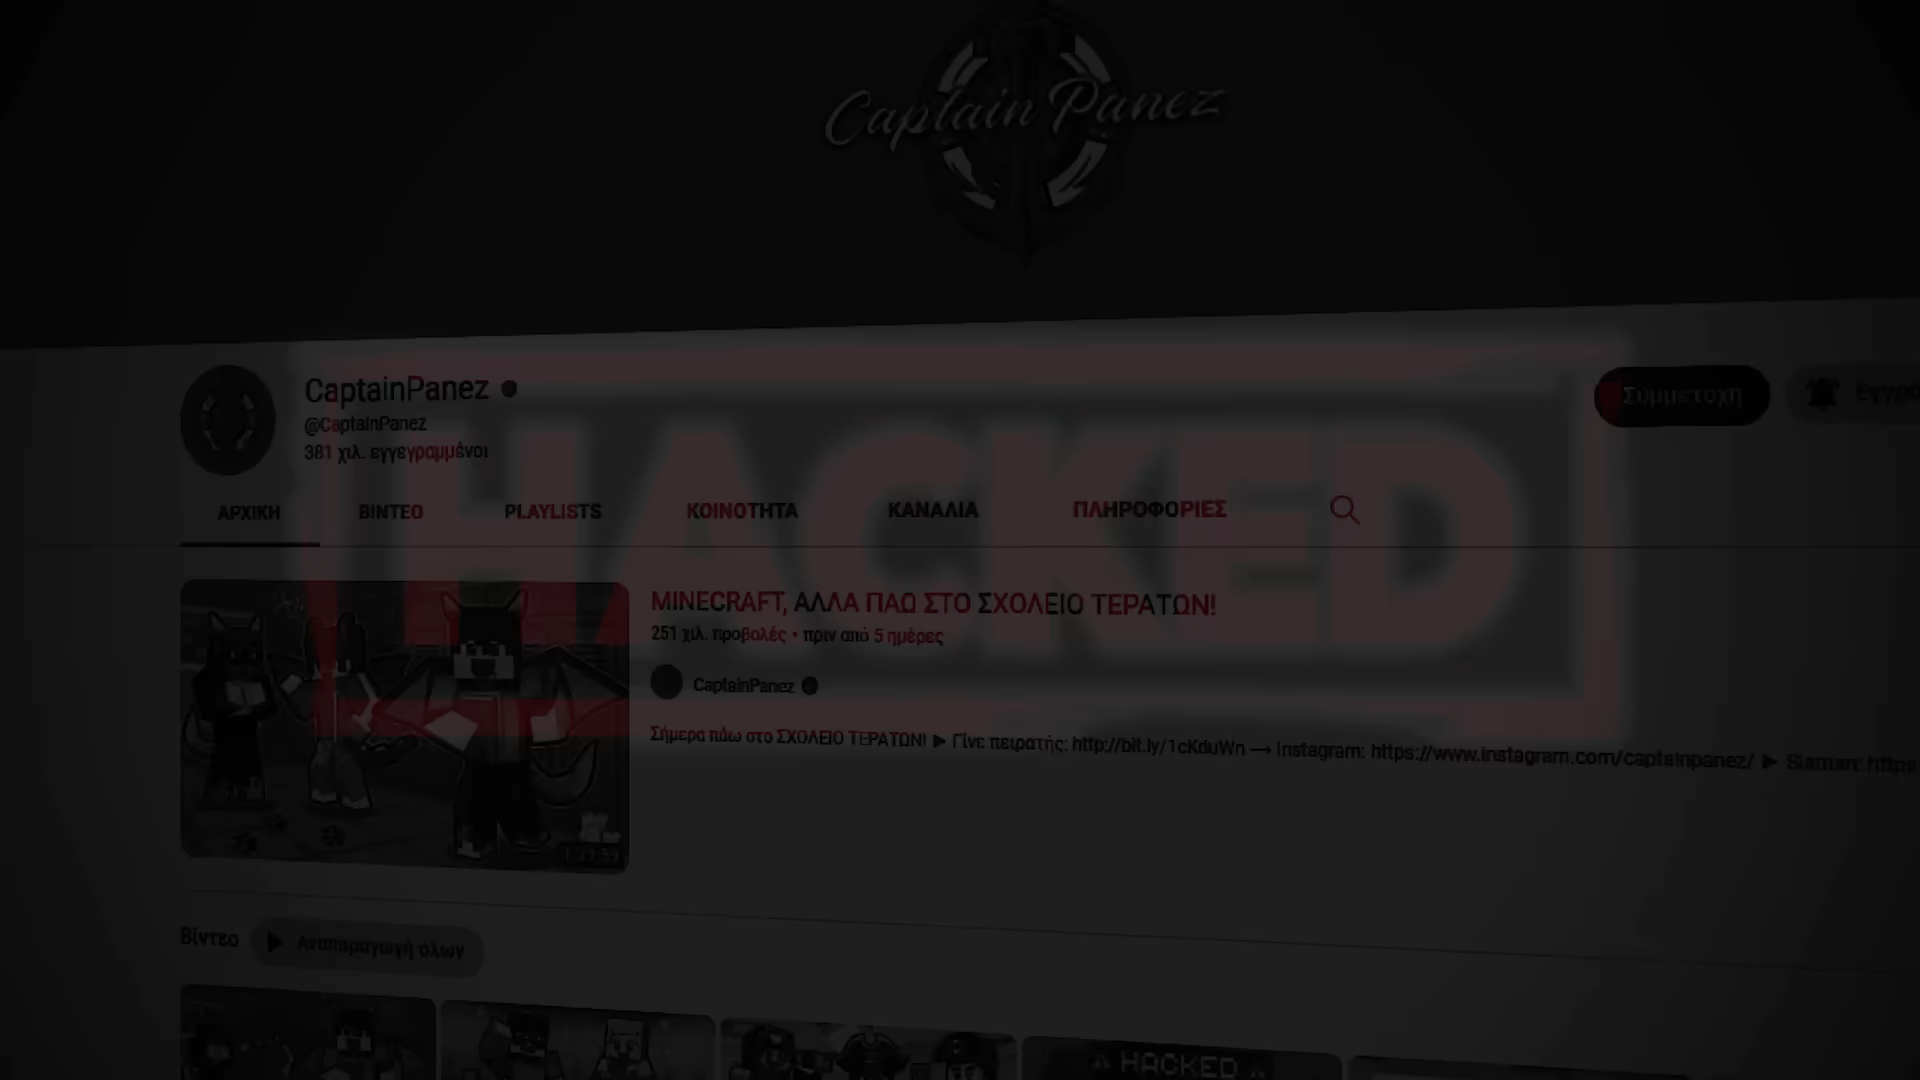 Captain Panez
CaptainPanez
@CaptainPanez
381 χιλ. εγγεγραμμένοι
Συμμετοχή
HACKED
ΑΡΧΙΚΗ ΒΙΝΤΕΟ PLAYLISTS ΚΟΙΝΟΤΗΤΑ ΚΑΝΑΛΙΑ ΠΛΗΡΟΦΟΡΙΕΣ
MINECRAFT, ΑΛΛΑ ΠΑΩ ΣΤΟ ΣΧΟΛΕΙΟ ΤΕΡΑΤΩΝ!
251 χιλ. προβολές • πριν από 5 ημέρες
CaptainPanez
Σήμερα πάω στο ΣΧΟΛΕΙΟ ΤΕΡΑΤΩΝ! ► Γίνε πειρατής: http://bit.ly/1cKduWn → Instagram: https://www.instagram.com/captainpanez/ ► Siaman: https
Βίντεο Αναπαραγωγή όλων
HACKED